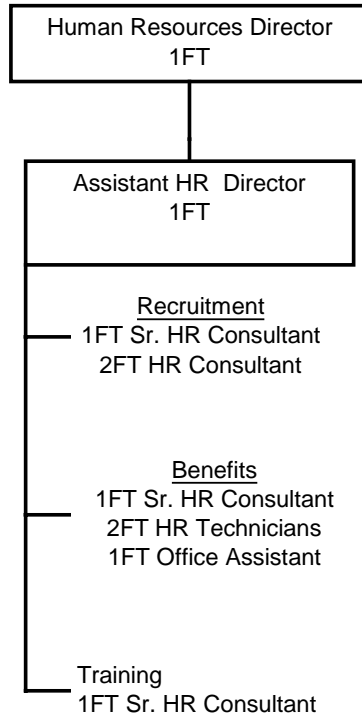 Human Resources Director
1FT
Assistant HR Director
1FT
Recruitment
1FT Sr. HR Consultant
2FT HR Consultant
Benefits
1FT Sr. HR Consultant
2FT HR Technicians
1FT Office Assistant
Training
1FT Sr. HR Consultant